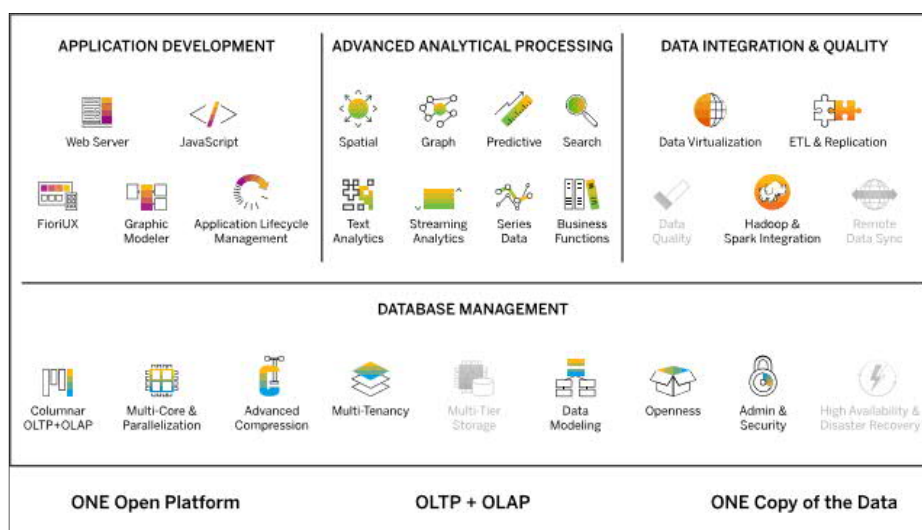 APPLICATION DEVELOPMENT
Web Server
JavaScript
FioriUX
Graphic
Modeler
Application Lifecycle
Management
ADVANCED ANALYTICAL PROCESSING
Spatial
Graph
Predictive
Search
Text
Analytics
Streaming
Analytics
Series
Data
Business
Functions
DATA INTEGRATION & QUALITY
Data Virtualization
ETL & Replication
Data
Quality
Hadoop &
Spark Integration
Remote
Data Sync
DATABASE MANAGEMENT
Columnar
OLTP+OLAP
Multi-Core &
Parallelization
Advanced
Compression
Multi-Tenancy
Multi-Tier
Storage
Data
Modeling
Openness
Admin &
Security
High Availability &
Disaster Recovery
ONE Open Platform
OLTP + OLAP
ONE Copy of the Data